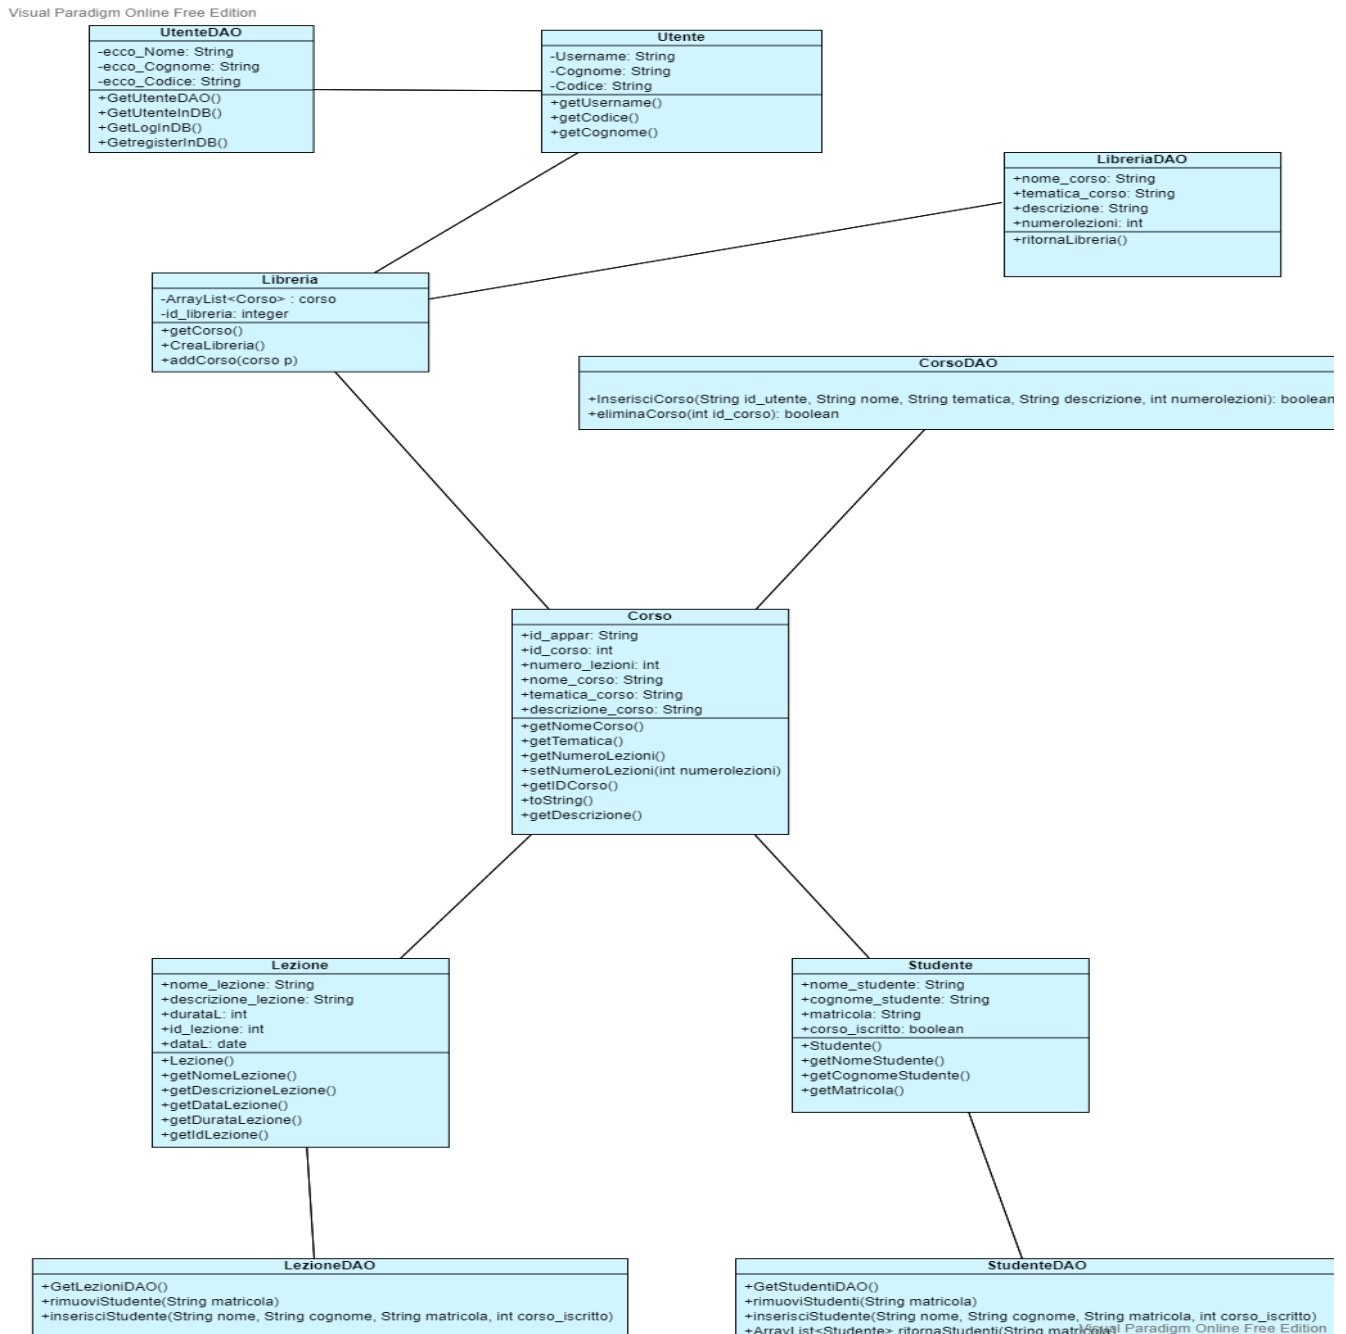 Visual Paradigm Online Free Edition
UtenteDAO
-ecco_Nome: String
-ecco_Cognome: String
-ecco_Codice: String
+GetUtenteDAO()
+GetUtenteInDB()
+GetLogInDB()
+GetregisterInDB()
Utente
-Username: String
-Cognome: String
-Codice: String
+getUsername()
+getCodice()
+getCognome()
LibreriaDAO
+nome_corso: String
+tematica_corso: String
+descrizione: String
+numerolezioni: int
+ritornaLibreria()
Libreria
-ArrayList<Corso> : corso
-id_libreria: integer
+getCorso()
+CreaLibreria()
+addCorso(corso p)
CorsoDAO
+InserisciCorso(String id_utente, String nome, String tematica, String descrizione, int numerolezioni): boolean
+eliminaCorso(int id_corso): boolean
Corso
+id_appar: String
+id_corso: int
+numero_lezioni: int
+nome_corso: String
+tematica_corso: String
+descrizione_corso: String
+getNomeCorso()
+getTematica()
+getNumeroLezioni()
+setNumeroLezioni(int numerolezioni)
+getIDCorso()
+toString()
+getDescrizione()
Lezione
+nome_lezione: String
+descrizione_lezione: String
+durataL: int
+id_lezione: int
+dataL: date
+Lezione()
+getNomeLezione()
+getDescrizioneLezione()
+getDataLezione()
+getDurataLezione()
+getIdLezione()
Studente
+nome_studente: String
+cognome_studente: String
+matricola: String
+corso_iscritto: boolean
+Studente()
+getNomeStudente()
+getCognomeStudente()
+getMatricola()
LezioneDAO
+GetLezioniDAO()
+rimuoviStudente(String matricola)
+inserisciStudente(String nome, String cognome, String matricola, int corso_iscritto)
StudenteDAO
+GetStudentiDAO()
+rimuoviStudenti(String matricola)
+inserisciStudente(String nome, String cognome, String matricola, int corso_iscritto)
+ArrayList<Studente> ritornaStudenti(String matricola)
Visual Paradigm Online Free Edition